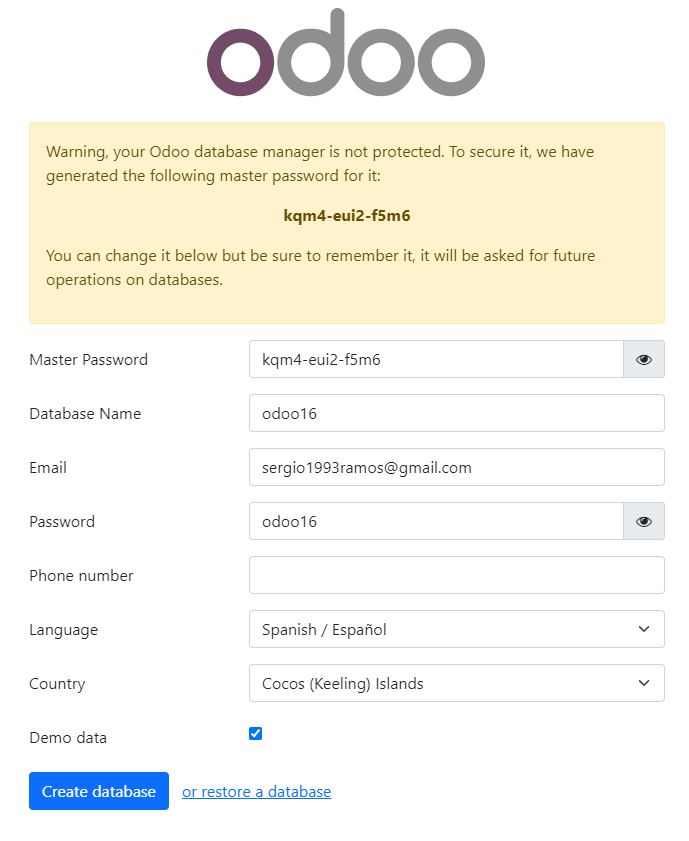 odoo
Warning, your Odoo database manager is not protected. To secure it, we have
generated the following master password for it:
kqm4-eui2-f5m6
You can change it below but be sure to remember it, it will be asked for future
operations on databases.
Master Password kqm4-eui2-f5m6
Database Name odoo16
Email sergio1993ramos@gmail.com
Password odoo16
Phone number
Language Spanish / Español
Country Cocos (Keeling) Islands
Demo data
Create database or restore a database